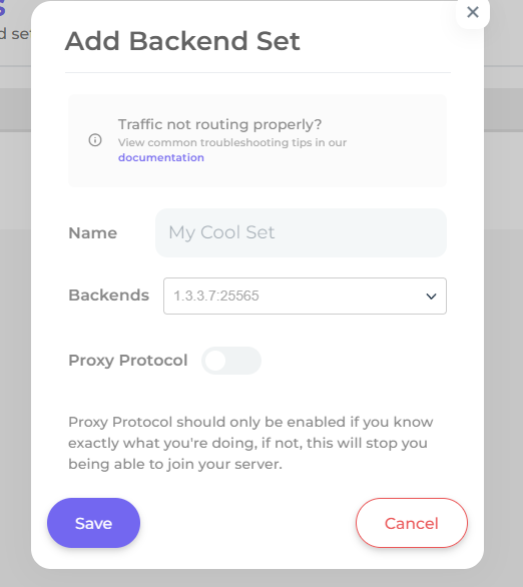 Add Backend Set
Traffic not routing properly?
View common troubleshooting tips in our
documentation
Name
My Cool Set
Backends
1.3.3.7:25565
Proxy Protocol
Proxy Protocol should only be enabled if you know
exactly what you're doing, if not, this will stop you
being able to join your server.
Save
Cancel